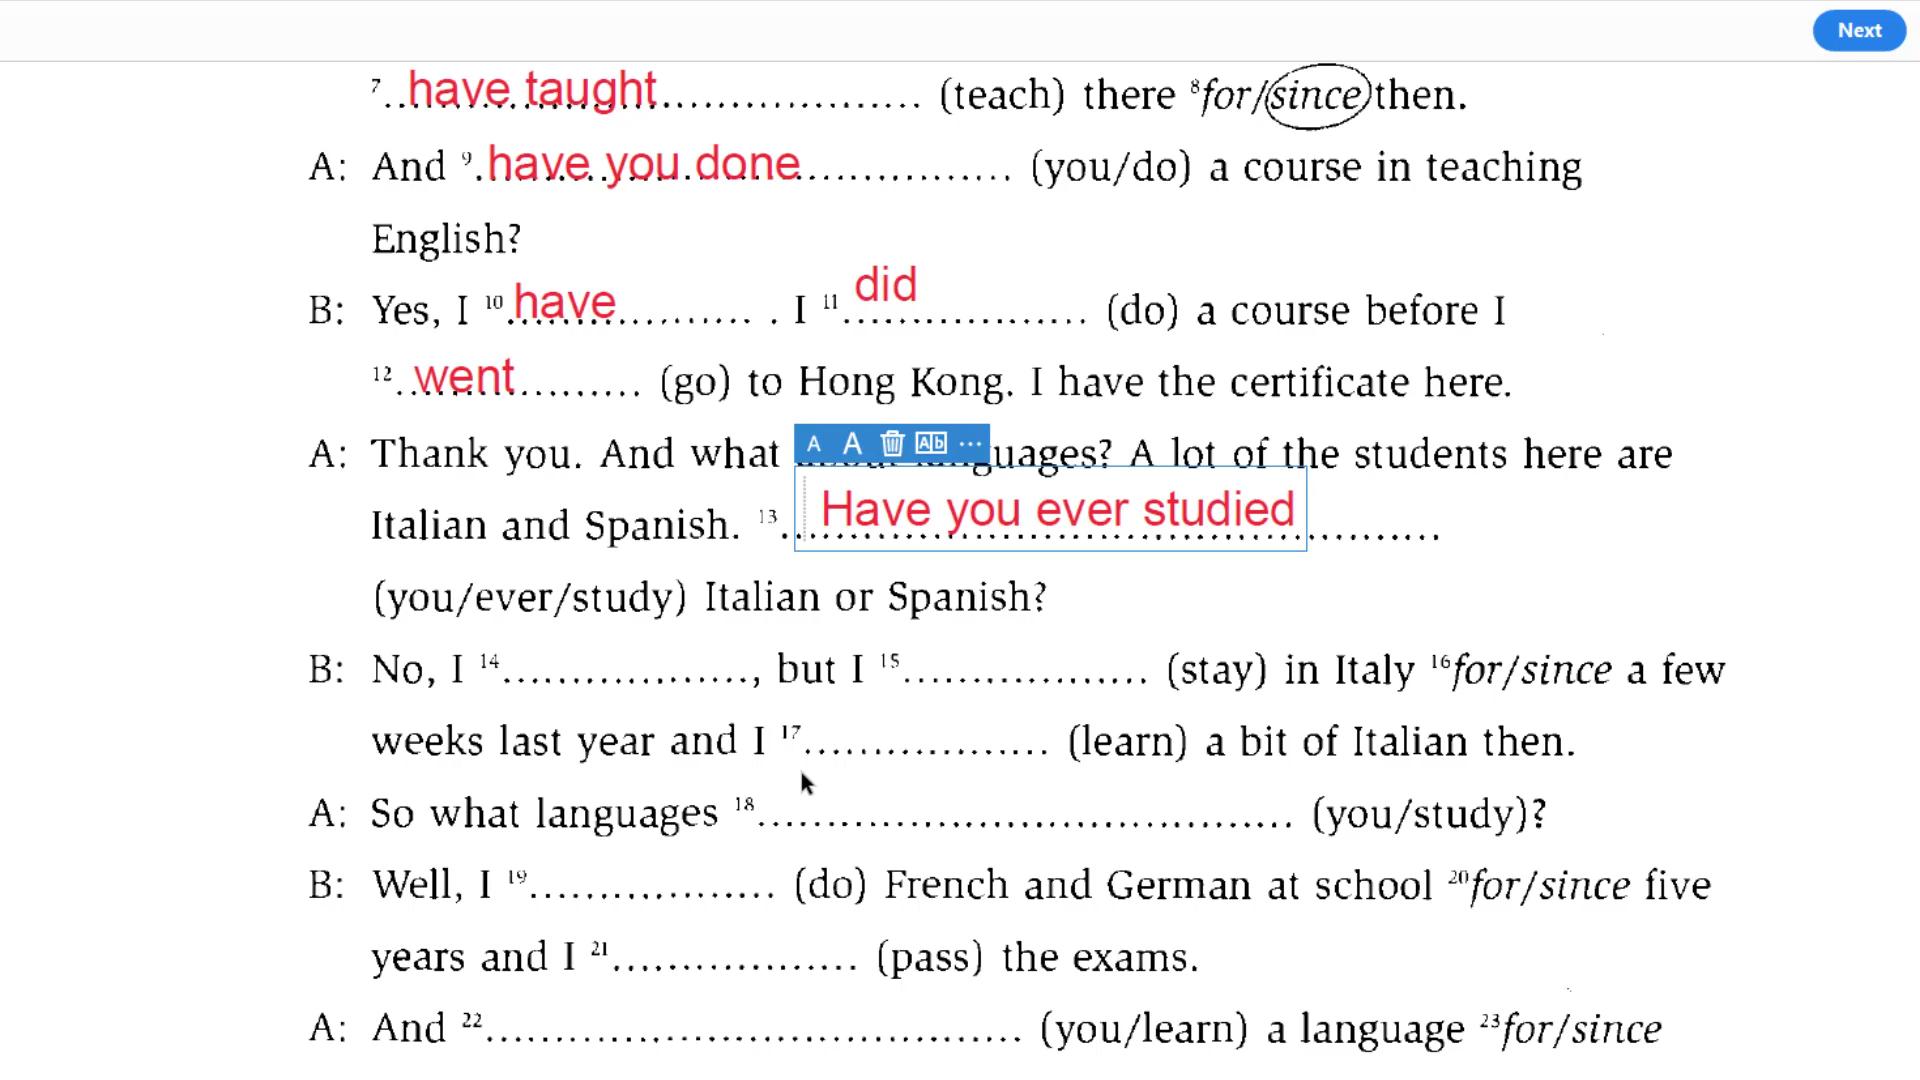 Next
7 have taught (teach) there 8for/since then.
A: And 9 have you done (you/do) a course in teaching
English?
B: Yes, I 10 have . I 11 did (do) a course before I
12 went (go) to Hong Kong. I have the certificate here.
A A Ab ...
A: Thank you. And what about languages? A lot of the students here are
Italian and Spanish. 13 Have you ever studied
(you/ever/study) Italian or Spanish?
B: No, I 14 .................., but I 15 .................. (stay) in Italy 16for/since a few
weeks last year and I 17 .................. (learn) a bit of Italian then.
A: So what languages 18 ....................................... (you/study)?
B: Well, I 19 .................. (do) French and German at school 20for/since five
years and I 21 .................. (pass) the exams.
A: And 22 ....................................... (you/learn) a language 23for/since